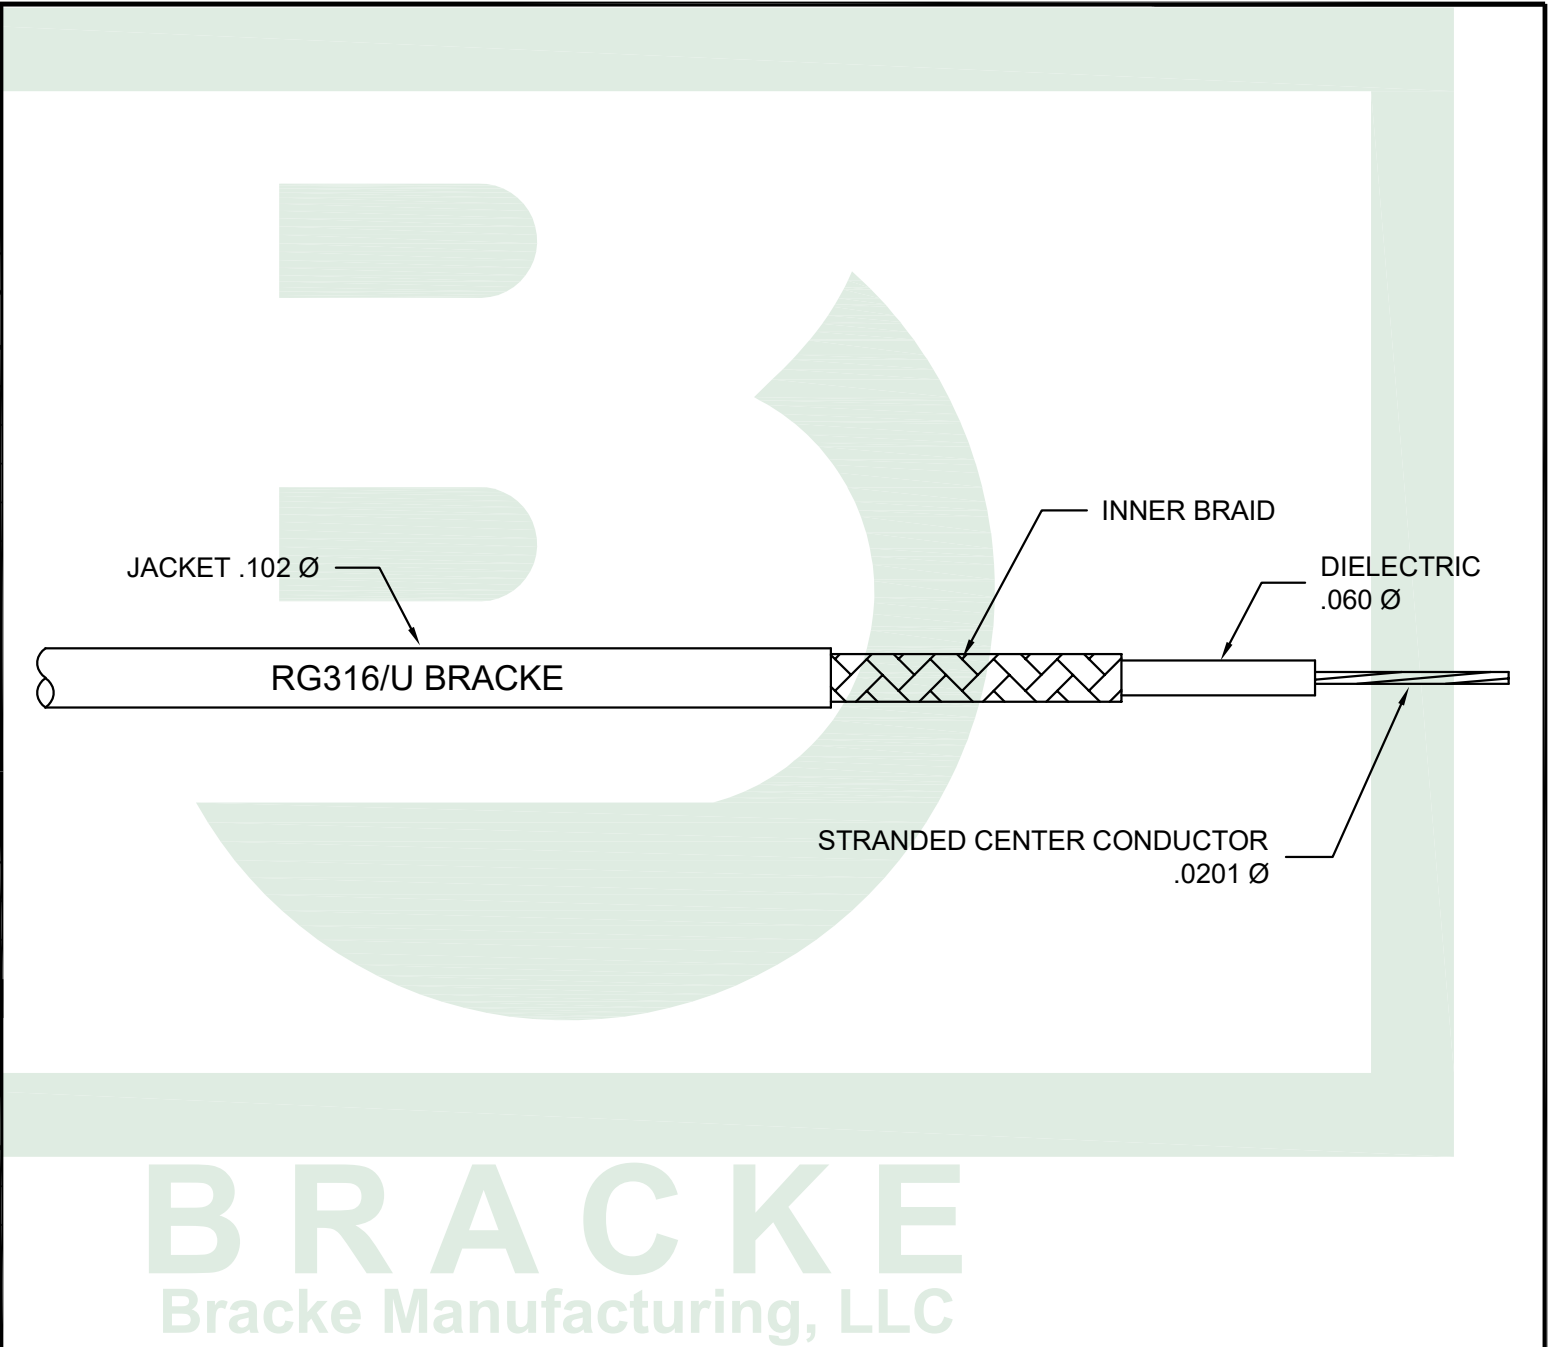 INNER BRAID
JACKET .102 Ø
DIELECTRIC
.060 Ø
RG316/U BRACKE
STRANDED CENTER CONDUCTOR
.0201 Ø
BRACKE
Bracke Manufacturing, LLC